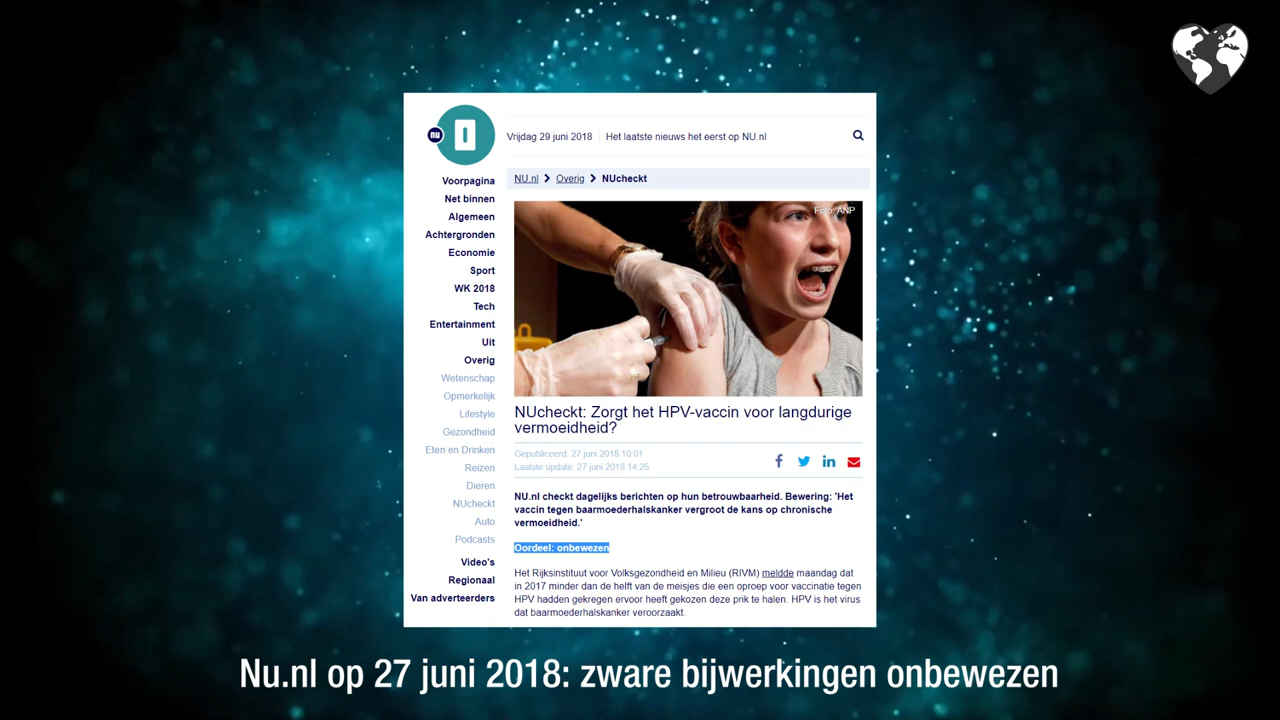 nu
Vrijdag 29 juni 2018 Het laatste nieuws het eerst op NU.nl
NU.nl Overig NUcheckt
Voorpagina
Net binnen
Algemeen
Achtergronden
Economie
Sport
WK 2018
Tech
Entertainment
Uit
Overig
Wetenschap
Opmerkelijk
Lifestyle
Gezondheid
Eten en Drinken
Reizen
Dieren
NUcheckt
Auto
Podcasts
Video's
Regionaal
Van adverteerders
Foto: ANP
NUcheckt: Zorgt het HPV-vaccin voor langdurige
vermoeidheid?
Gepubliceerd: 27 juni 2018 10:01
Laatste update: 27 juni 2018 14:25
NU.nl checkt dagelijks berichten op hun betrouwbaarheid. Bewering: 'Het
vaccin tegen baarmoederhalskanker vergroot de kans op chronische
vermoeidheid.'
Oordeel: onbewezen
Het Rijksinstituut voor Volksgezondheid en Milieu (RIVM) meldde maandag dat
in 2017 minder dan de helft van de meisjes die een oproep voor vaccinatie tegen
HPV hadden gekregen ervoor heeft gekozen deze prik te halen. HPV is het virus
dat baarmoederhalskanker veroorzaakt.
Nu.nl op 27 juni 2018: zware bijwerkingen onbewezen